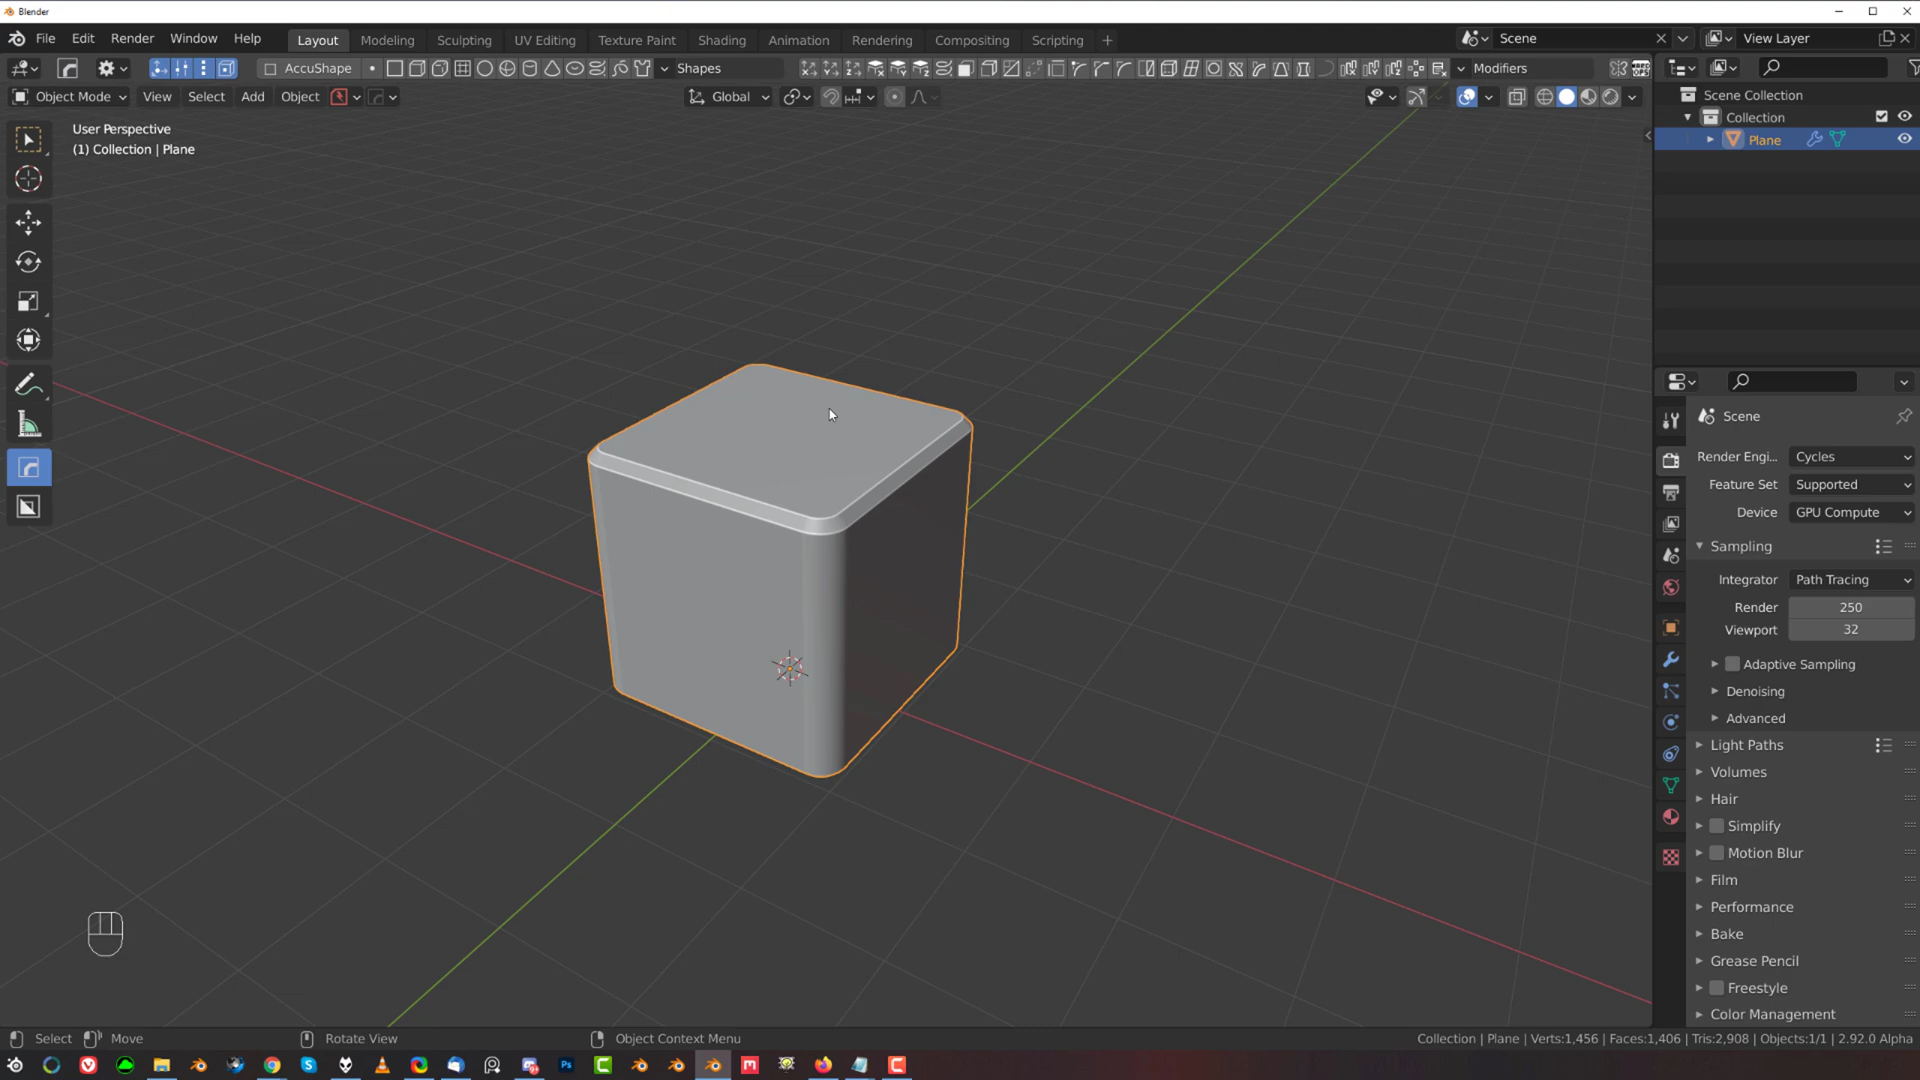 Blender
File Edit Render Window Help Layout Modeling Sculpting UV Editing Texture Paint Shading Animation Rendering Compositing Scripting + Scene View Layer
AccuShape Shapes Modifiers
Object Mode View Select Add Object Global
User Perspective
(1) Collection | Plane
Scene Collection
Collection
Plane
Scene
Render Engi... Cycles
Feature Set Supported
Device GPU Compute
Sampling
Integrator Path Tracing
Render 250
Viewport 32
Adaptive Sampling
Denoising
Advanced
Light Paths
Volumes
Hair
Simplify
Motion Blur
Film
Performance
Bake
Grease Pencil
Freestyle
Color Management
Select Move Rotate View Object Context Menu Collection | Plane | Verts:1,456 | Faces:1,406 | Tris:2,908 | Objects:1/1 | 2.92.0 Alpha